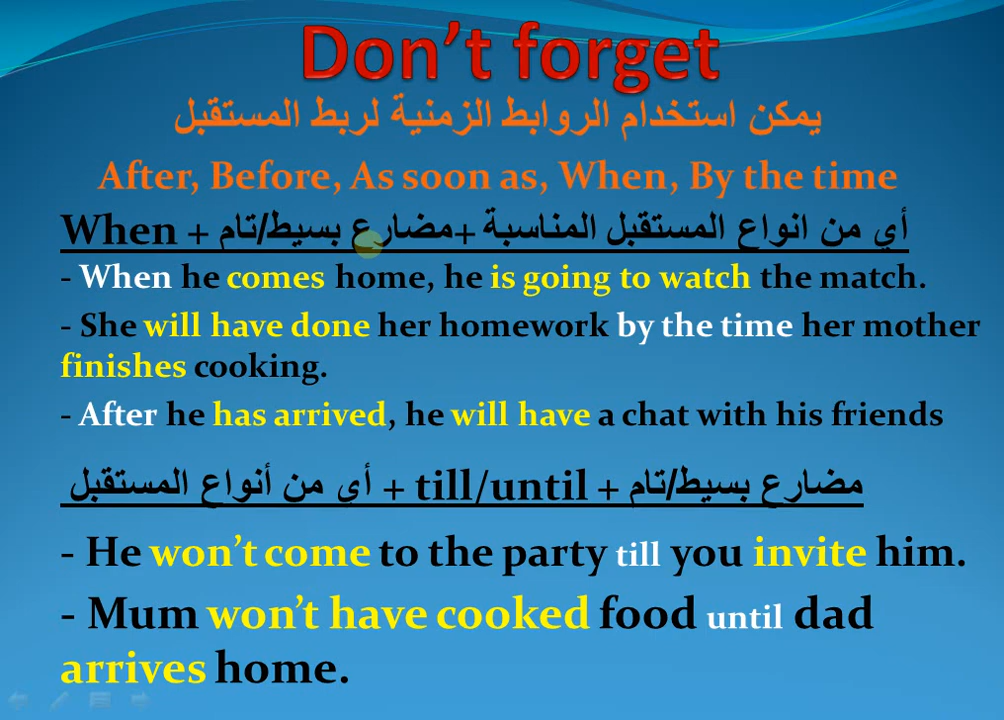 Don't forget
يمكن استخدام الروابط الزمنية لربط المستقبل
After, Before, As soon as, When, By the time
When + مضارع بسيط/تام+ أي من انواع المستقبل المناسبة
- When he comes home, he is going to watch the match.
- She will have done her homework by the time her mother
finishes cooking.
- After he has arrived, he will have a chat with his friends
أي من أنواع المستقبل + till/until + مضارع بسيط/تام
- He won't come to the party till you invite him.
- Mum won't have cooked food until dad
arrives home.